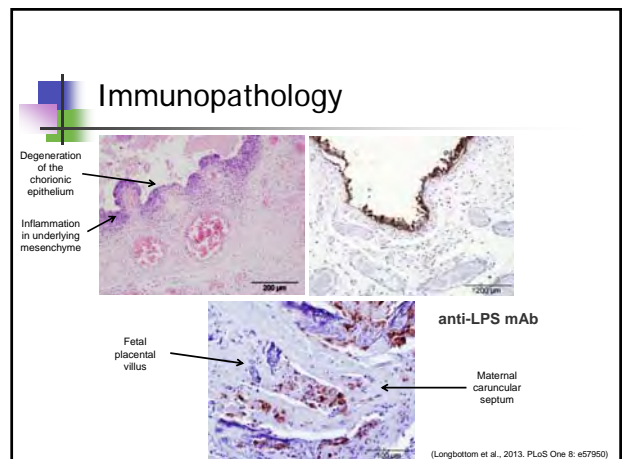 Immunopathology
Degeneration
of the
chorionic
epithelium
Inflammation
in underlying
mesenchyme
200 µm
200 µm
anti-LPS mAb
Fetal
placental
villus
Maternal
caruncular
septum
(Longbottom et al., 2013. PLoS One 8: e57950)